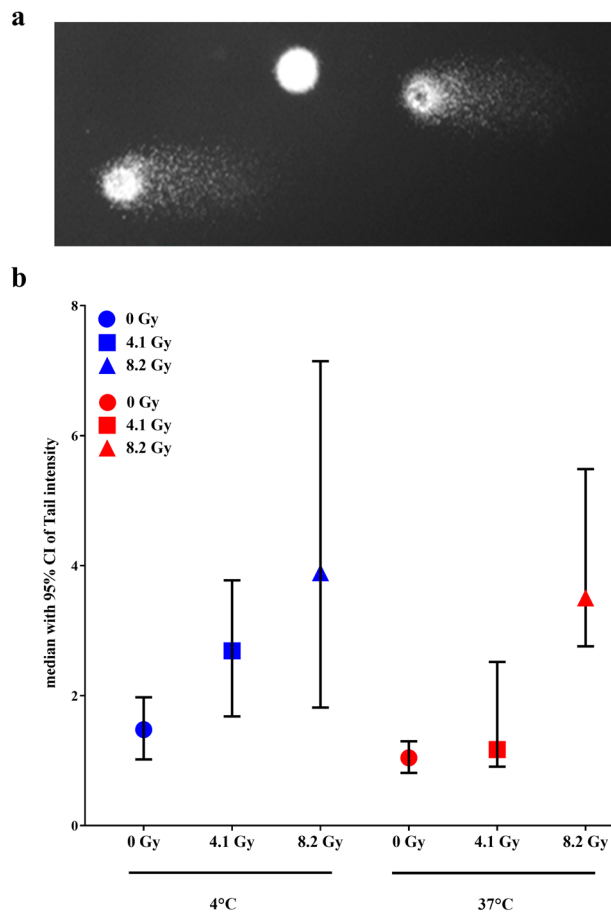 a
b
8
0 Gy
4.1 Gy
8.2 Gy
0 Gy
4.1 Gy
8.2 Gy
6
4
2
0
median with 95% CI of Tail intensity
0 Gy 4.1 Gy 8.2 Gy 0 Gy 4.1 Gy 8.2 Gy
4°C 37°C